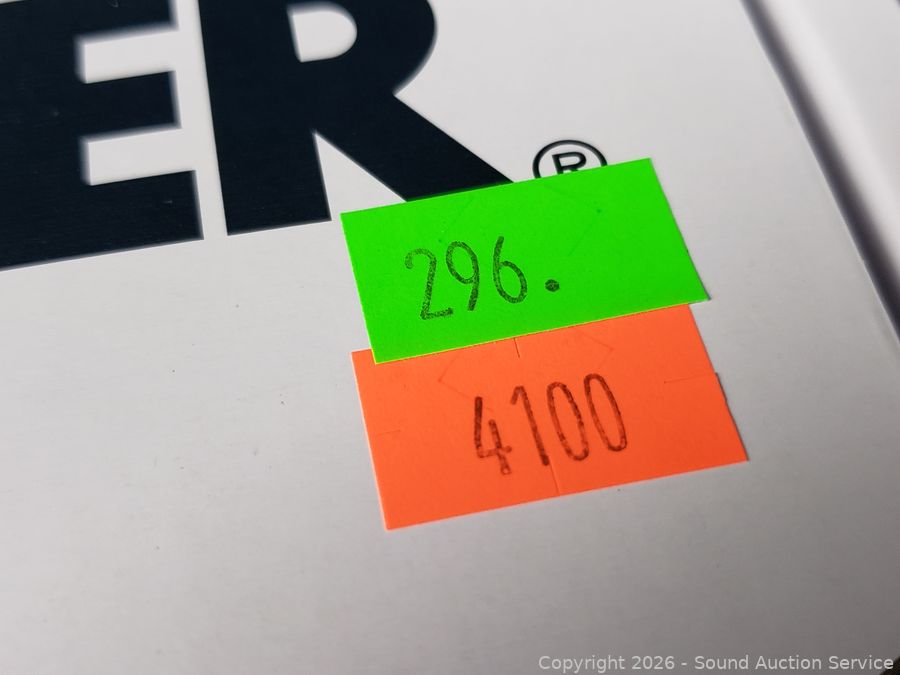 ER®
296.
4100
Copyright 2026 - Sound Auction Service